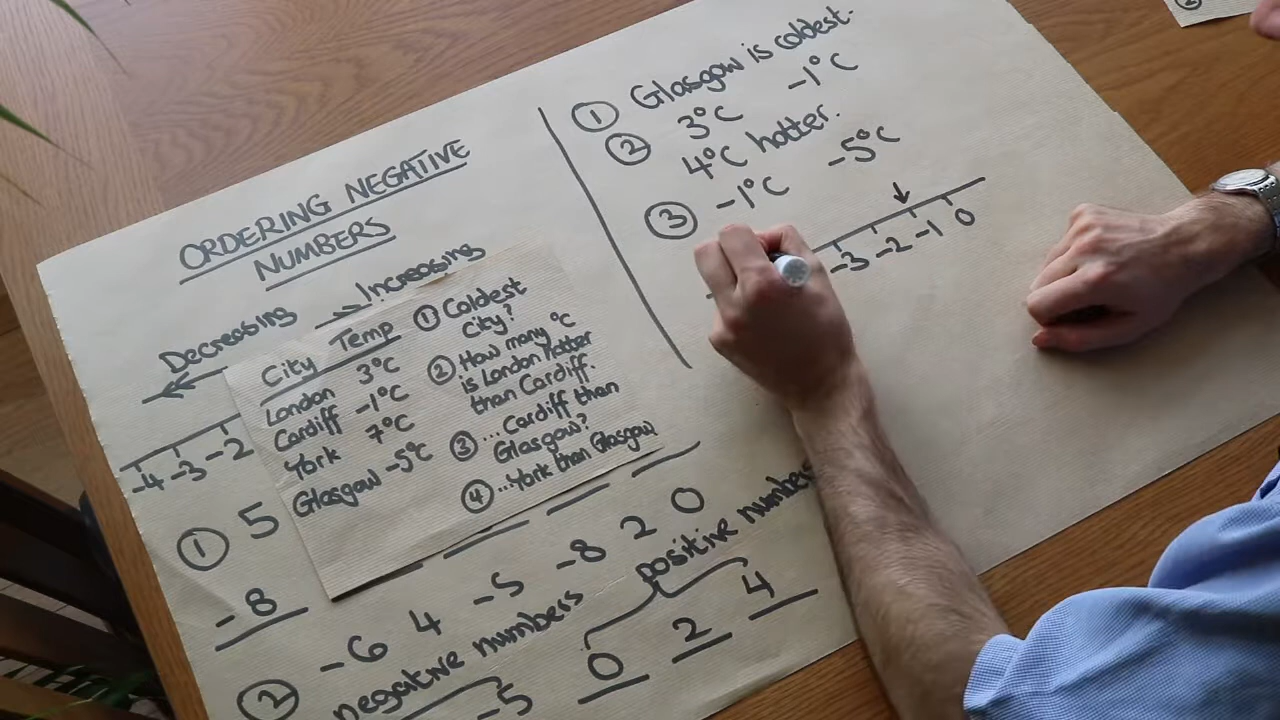 ORDERING NEGATIVE
NUMBERS
Decreasing
Increasing
-4 -3 -2
City Temp
London 3°C
Cardiff -1°C
York 7°C
Glasgow -5°C
① Coldest
City?
② How many °C
is London Hotter
than Cardiff.
③ ...Cardiff than
Glasgow?
④ ...York than Glasgow
① 5
-8
-6 4 -5 -8 2 0
②
negative numbers
positive numbers
-5 0 2 4
① Glasgow is coldest.
② 3°C -1°C
4°C hotter.
③ -1°C -5°C
-3 -2 -1 0